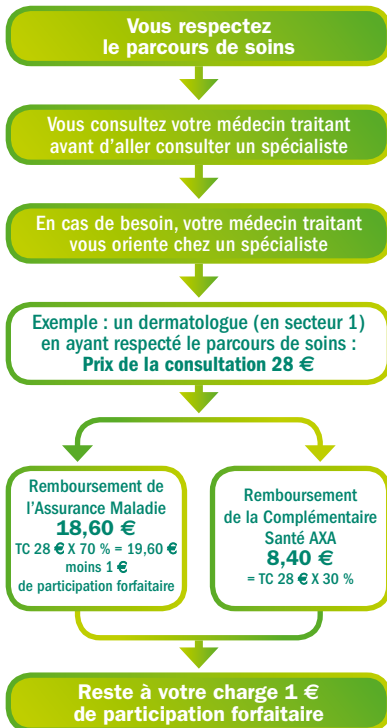 Vous respectez
le parcours de soins
Vous consultez votre médecin traitant
avant d'aller consulter un spécialiste
En cas de besoin, votre médecin traitant
vous oriente chez un spécialiste
Exemple : un dermatologue (en secteur 1)
en ayant respecté le parcours de soins :
Prix de la consultation 28 €
Remboursement de
l'Assurance Maladie
18,60 €
TC 28 € X 70 % = 19,60 €
moins 1 €
de participation forfaitaire
Remboursement
de la Complémentaire
Santé AXA
8,40 €
= TC 28 € X 30 %
Reste à votre charge 1 €
de participation forfaitaire